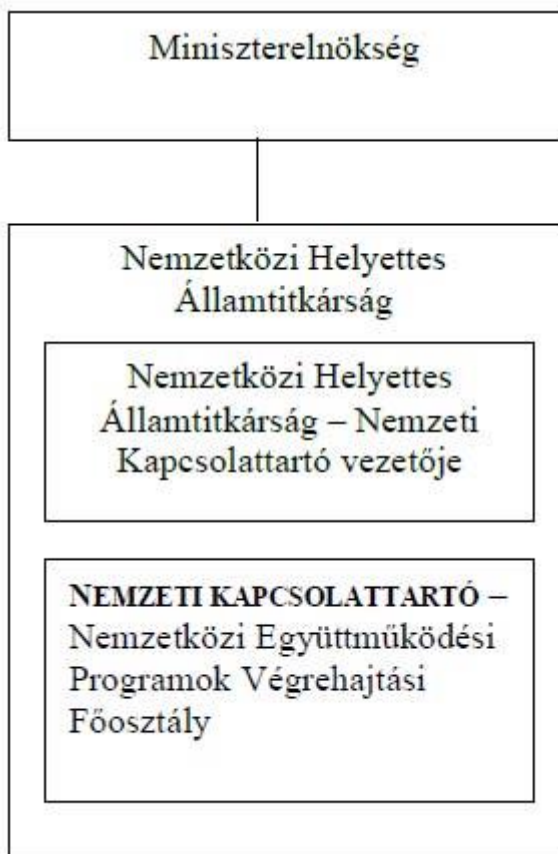 Miniszterelnökség
Nemzetközi Helyettes
Államtitkárság
Nemzetközi Helyettes
Államtitkárság – Nemzeti
Kapcsolattartó vezetője
NEMZETI KAPCSOLATTARTÓ –
Nemzetközi Együttműködési
Programok Végrehajtási
Főosztály